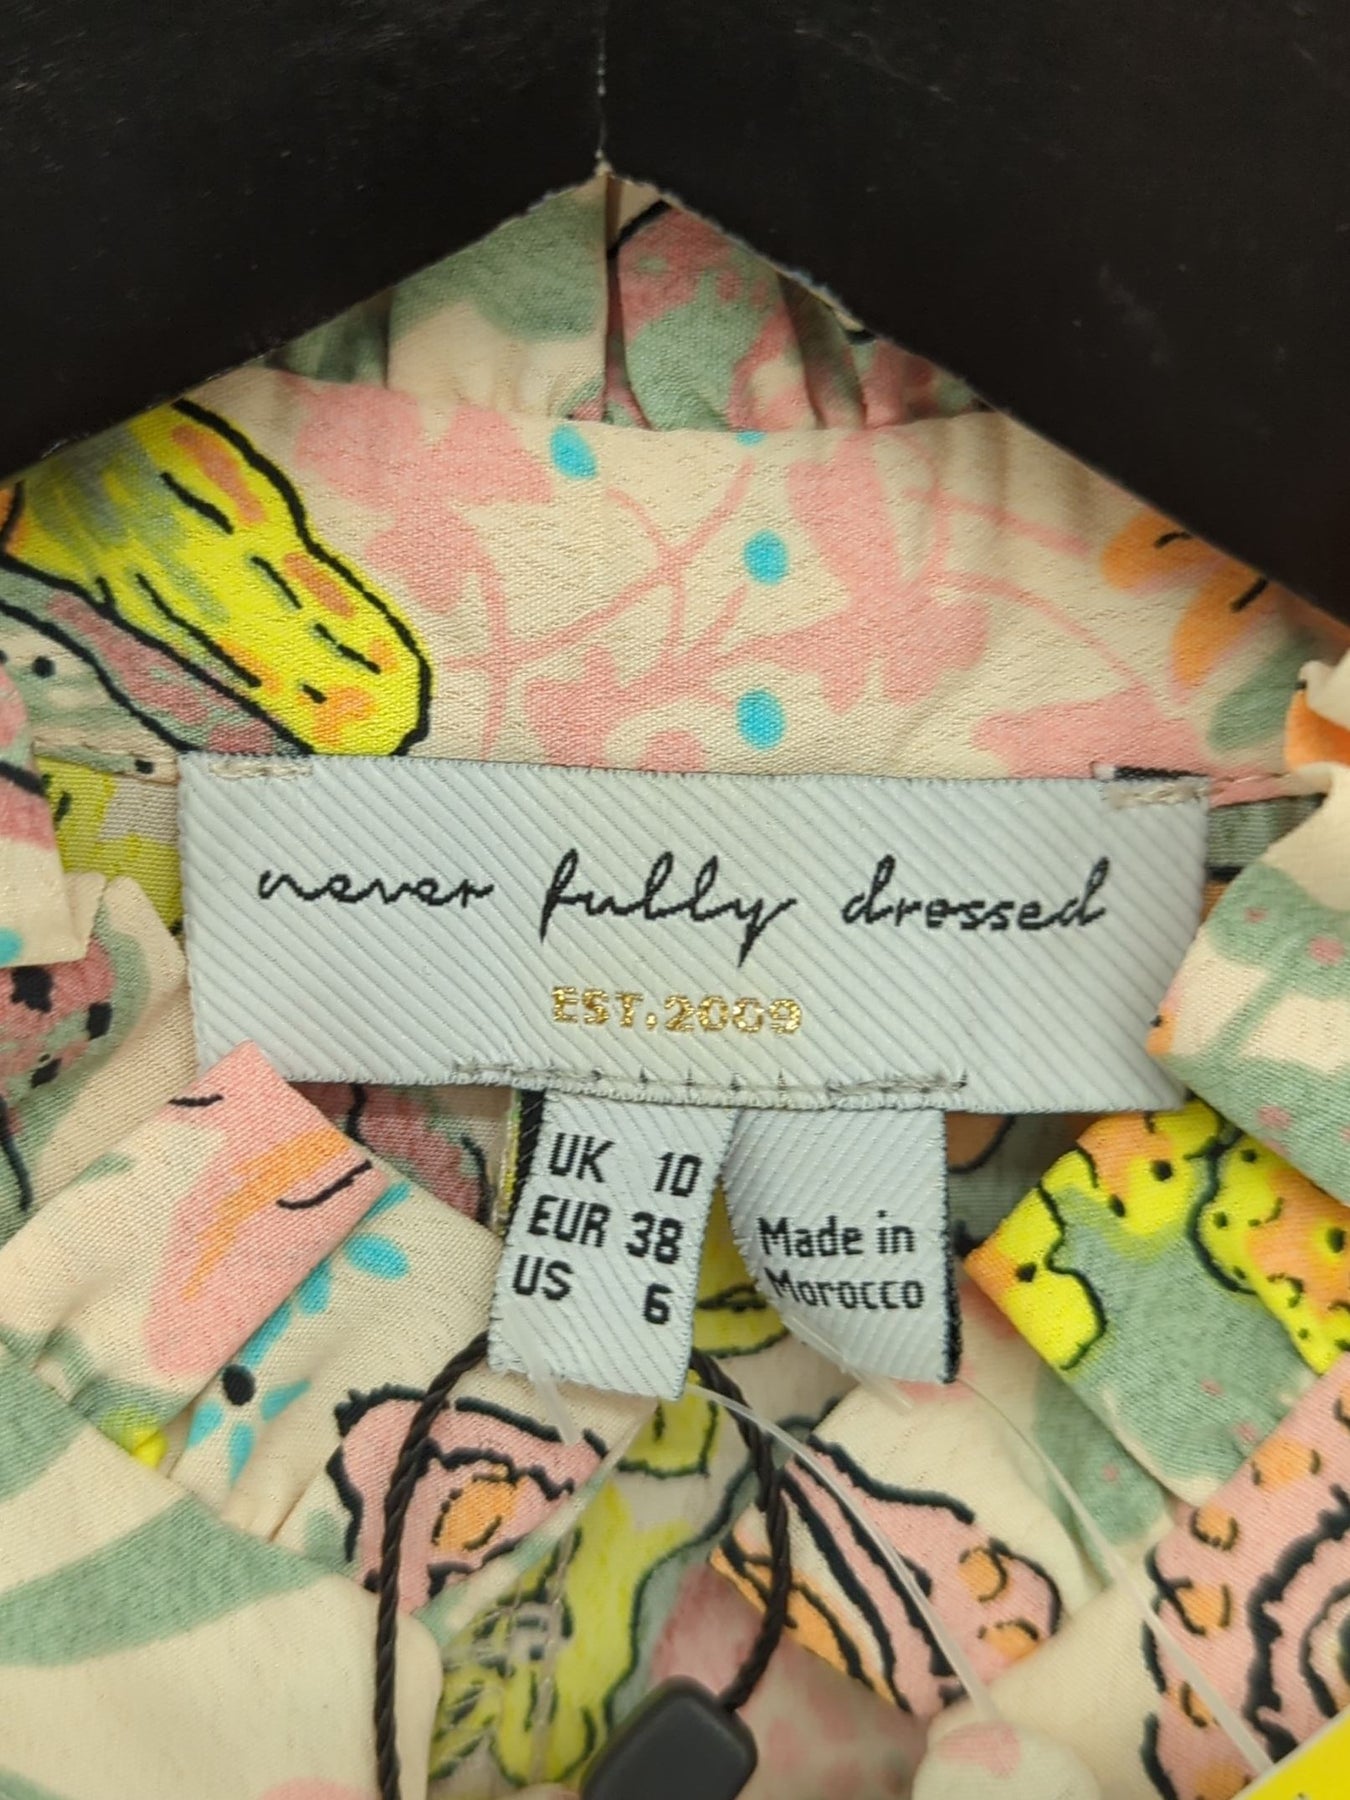 never fully dressed
EST.2009
UK 10
EUR 38
US 6
Made in
Morocco